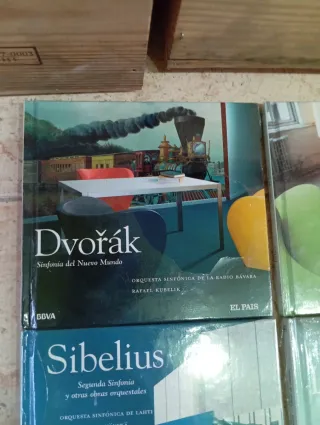 Dvořák
Sinfonía del Nuevo Mundo
ORQUESTA SINFÓNICA DE LA RADIO BÁVARA
RAFAEL KUBELIK
BBVA
EL PAIS
Sibelius
Segunda Sinfonía
y otras obras orquestales
ORQUESTA SINFÓNICA DE LAHTI